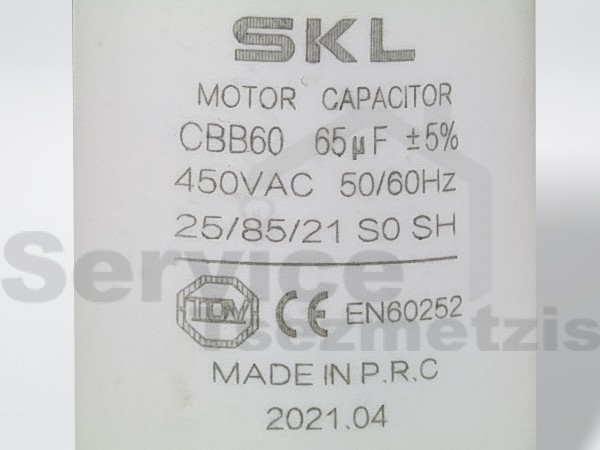 SKL
MOTOR CAPACITOR
CBB60 65μF ±5%
450VAC 50/60Hz
25/85/21 S0 SH
Service
TÜV CE EN60252
Tsezmetzis
MADE IN P.R.C
2021.04